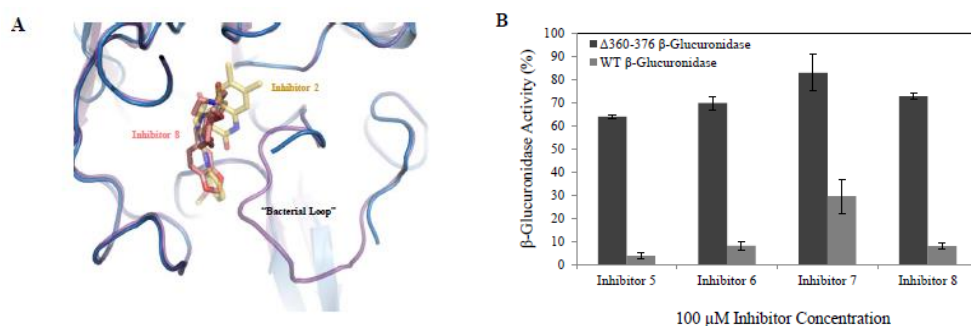 A
Inhibitor 2
Inhibitor 8
"Bacterial Loop"
B
β-Glucuronidase Activity (%)
100
90
80
70
60
50
40
30
20
10
0
Δ360-376 β-Glucuronidase
WT β-Glucuronidase
Inhibitor 5 Inhibitor 6 Inhibitor 7 Inhibitor 8
100 µM Inhibitor Concentration